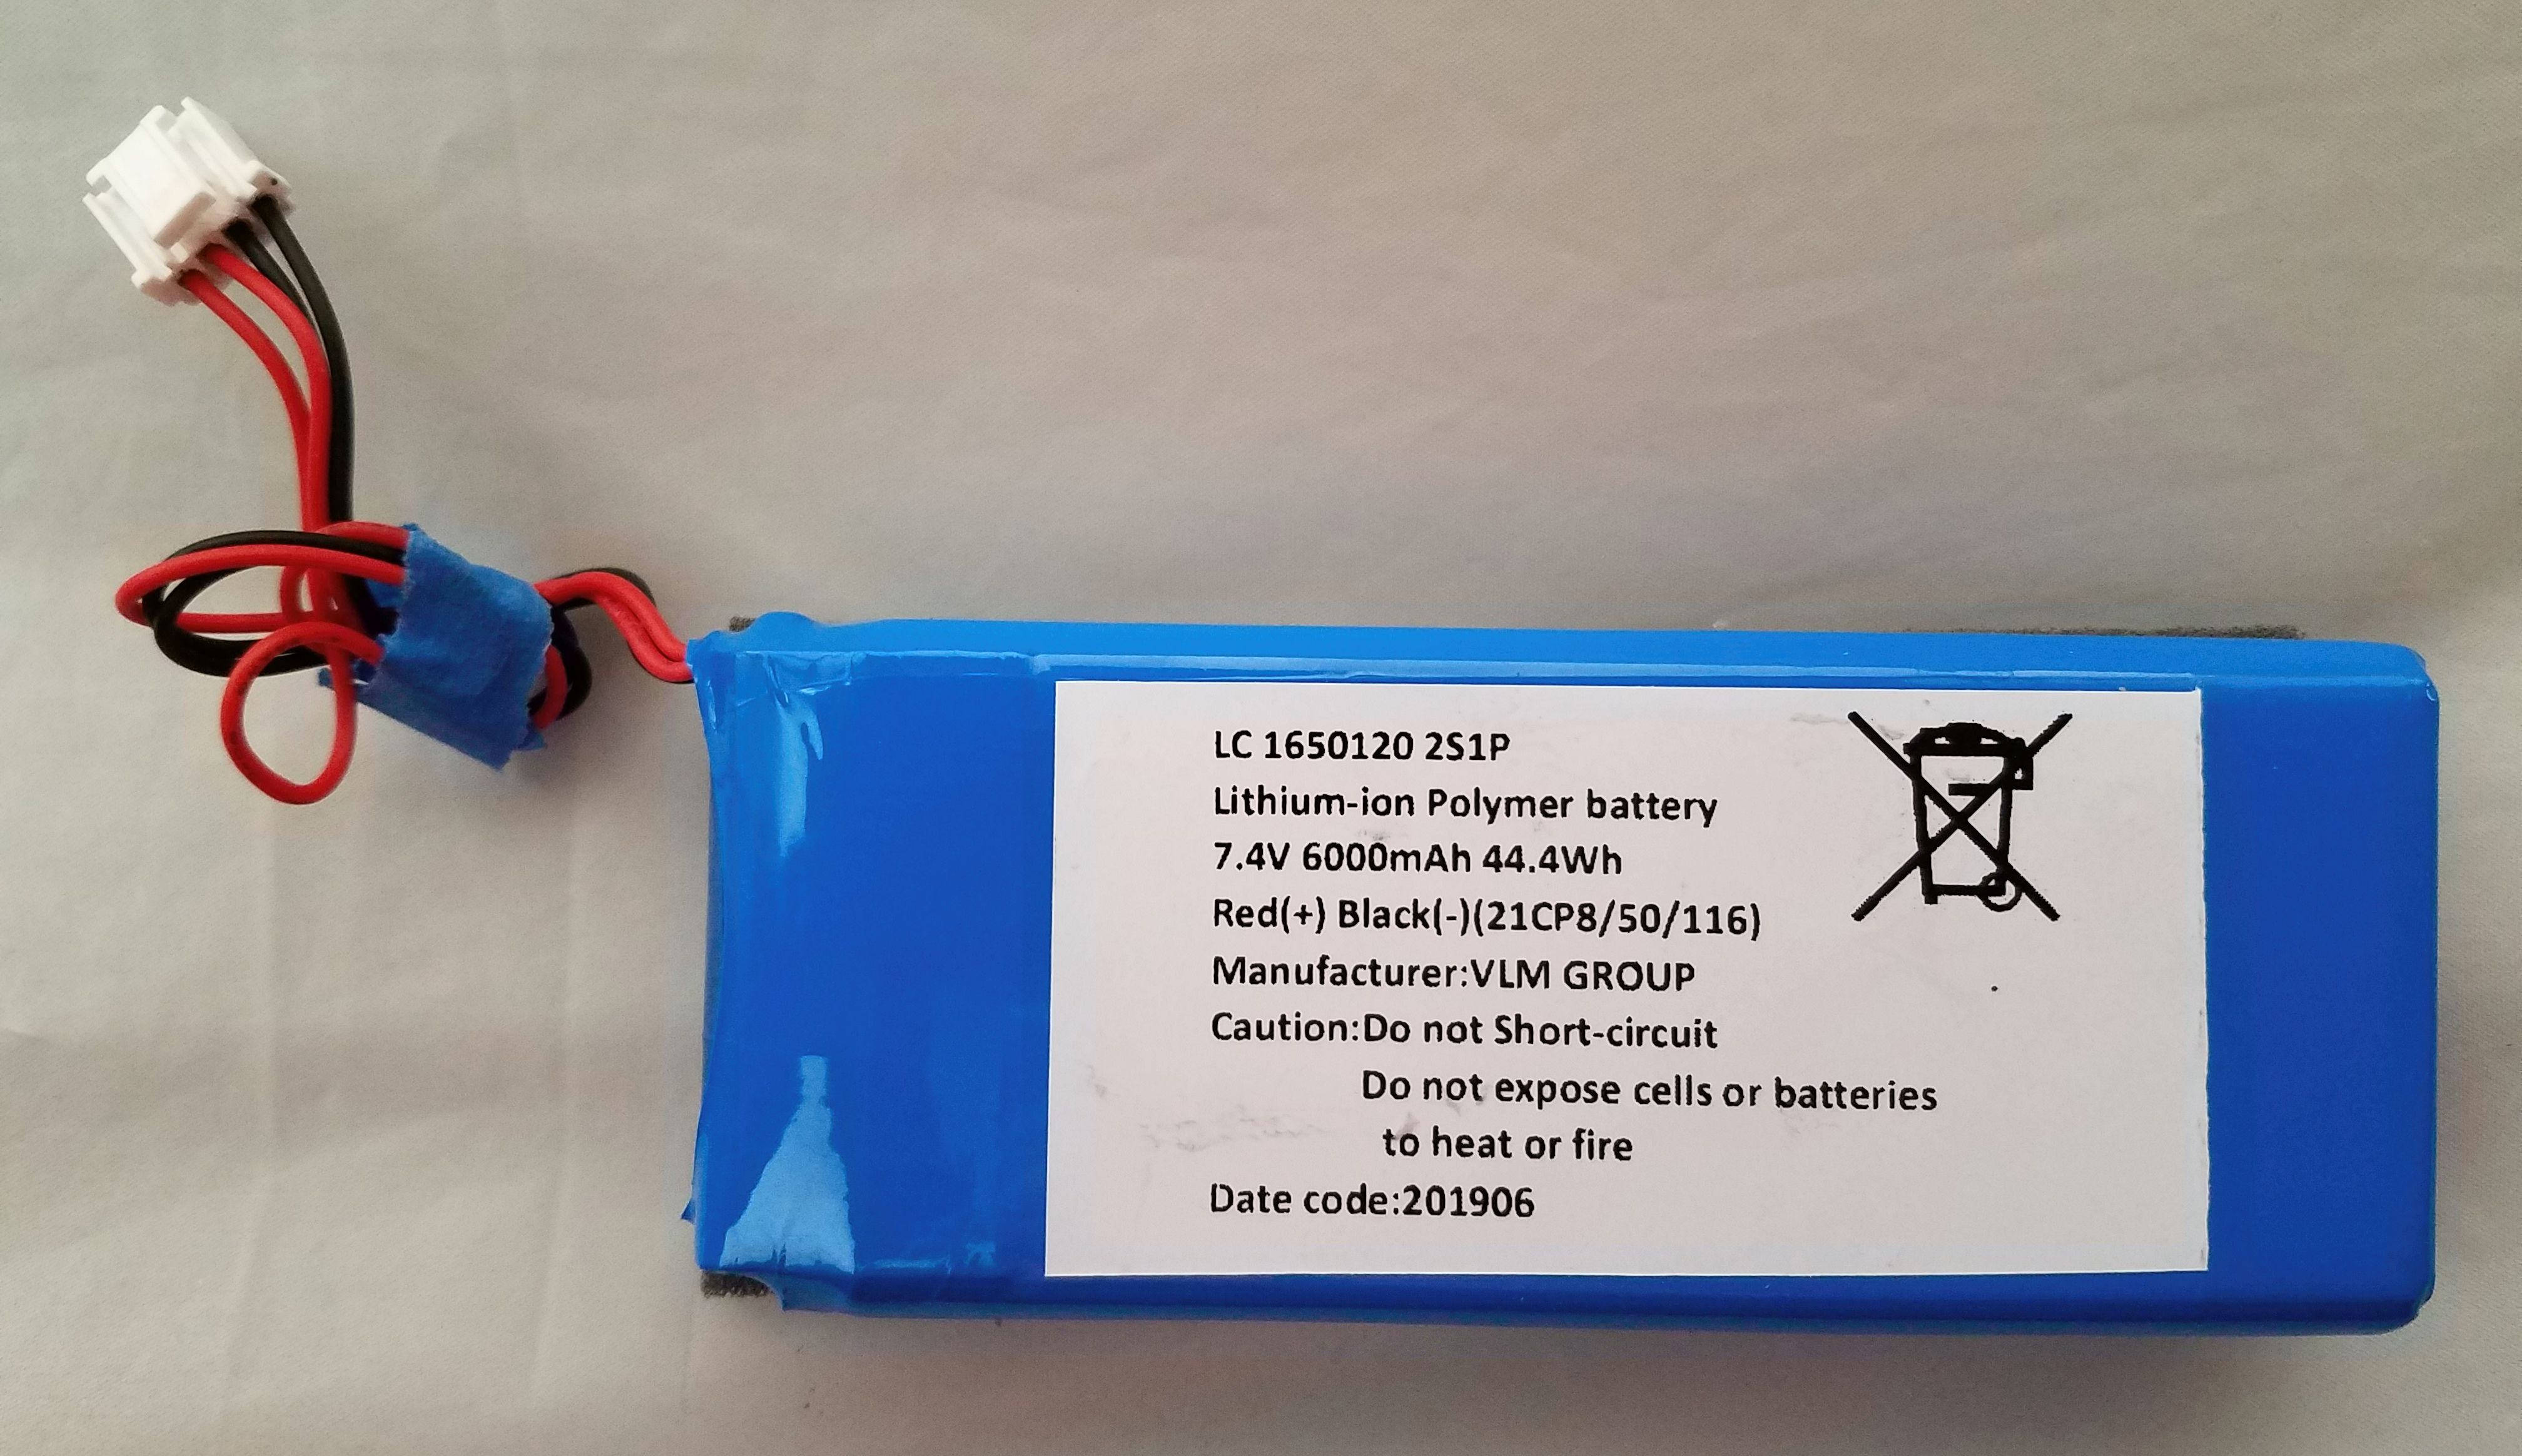 LC 1650120 2S1P
Lithium-ion Polymer battery
7.4V 6000mAh 44.4Wh
Red(+) Black(-)(21CP8/50/116)
Manufacturer:VLM GROUP
Caution:Do not Short-circuit
Do not expose cells or batteries
to heat or fire
Date code:201906